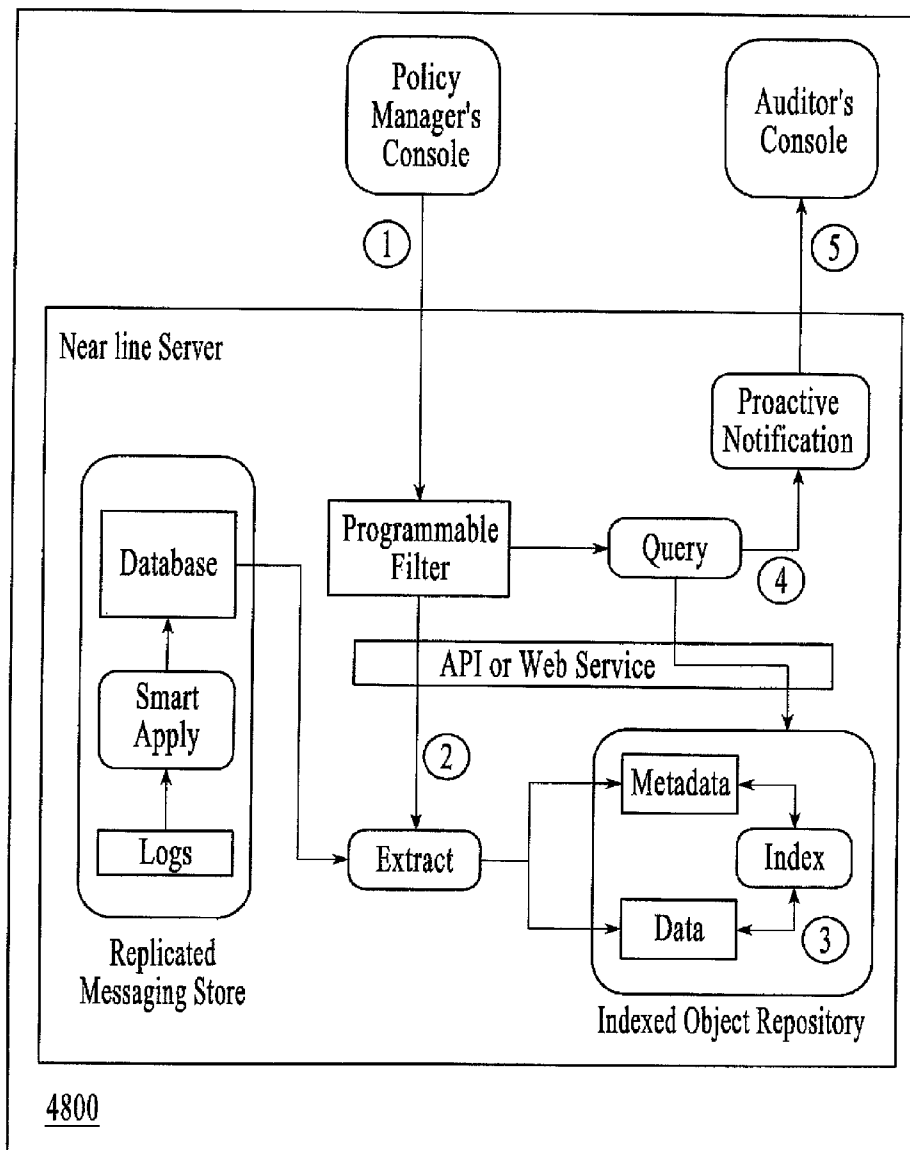 Policy
Manager's
Console
Auditor's
Console
1
5
Near line Server
Proactive
Notification
Database
Programmable
Filter
Query
4
API or Web Service
Smart
Apply
2
Metadata
Logs
Extract
Index
Data
3
Replicated
Messaging Store
Indexed Object Repository
4800